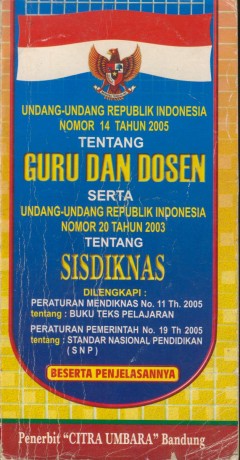 UNDANG-UNDANG REPUBLIK INDONESIA
NOMOR 14 TAHUN 2005
TENTANG
GURU DAN DOSEN
SERTA
UNDANG-UNDANG REPUBLIK INDONESIA
NOMOR 20 TAHUN 2003
TENTANG
SISDIKNAS
DILENGKAPI :
PERATURAN MENDIKNAS No. 11 Th. 2005
tentang : BUKU TEKS PELAJARAN
PERATURAN PEMERINTAH No. 19 Th 2005
tentang : STANDAR NASIONAL PENDIDIKAN
( S N P )
BESERTA PENJELASANNYA
Penerbit "CITRA UMBARA" Bandung